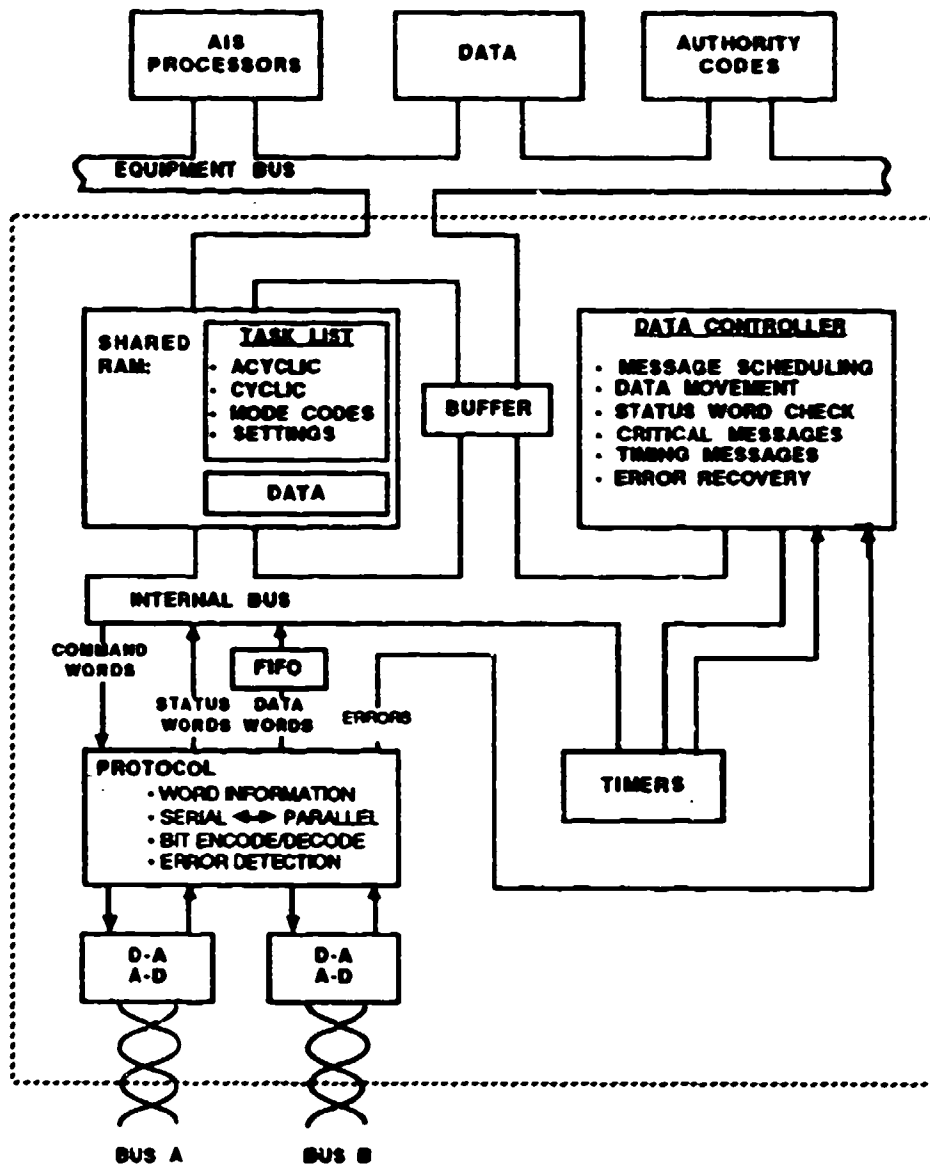 AIS
PROCESSORS
DATA
AUTHORITY
CODES
EQUIPMENT BUS
SHARED
RAM:
TASK LIST
• ACYCLIC
• CYCLIC
• MODE CODES
• SETTINGS
DATA
BUFFER
DATA CONTROLLER
• MESSAGE SCHEDULING
• DATA MOVEMENT
• STATUS WORD CHECK
• CRITICAL MESSAGES
• TIMING MESSAGES
• ERROR RECOVERY
INTERNAL BUS
COMMAND
WORDS
FIFO
STATUS
WORDS
DATA
WORDS
ERRORS
PROTOCOL
• WORD INFORMATION
• SERIAL ↔ PARALLEL
• BIT ENCODE/DECODE
• ERROR DETECTION
TIMERS
D-A
A-D
D-A
A-D
BUS A
BUS B